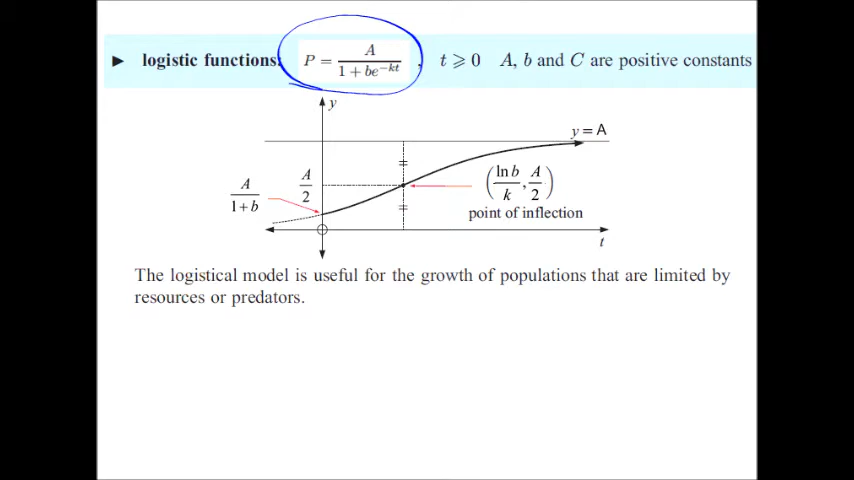 ► logistic functions, P = A / (1 + be^{-kt}) , t ⩾ 0 A, b and C are positive constants
y
y = A
A/2
A/(1+b)
(ln b / k, A/2)
point of inflection
t
The logistical model is useful for the growth of populations that are limited by
resources or predators.